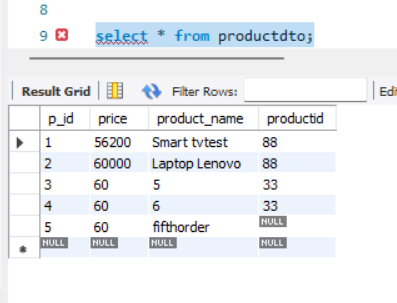 8
9 select * from productdto;
Result Grid Filter Rows: Edi
p_id price product_name productid
1 56200 Smart tvtest 88
2 60000 Laptop Lenovo 88
3 60 5 33
4 60 6 33
5 60 fifthorder NULL
NULL NULL NULL NULL